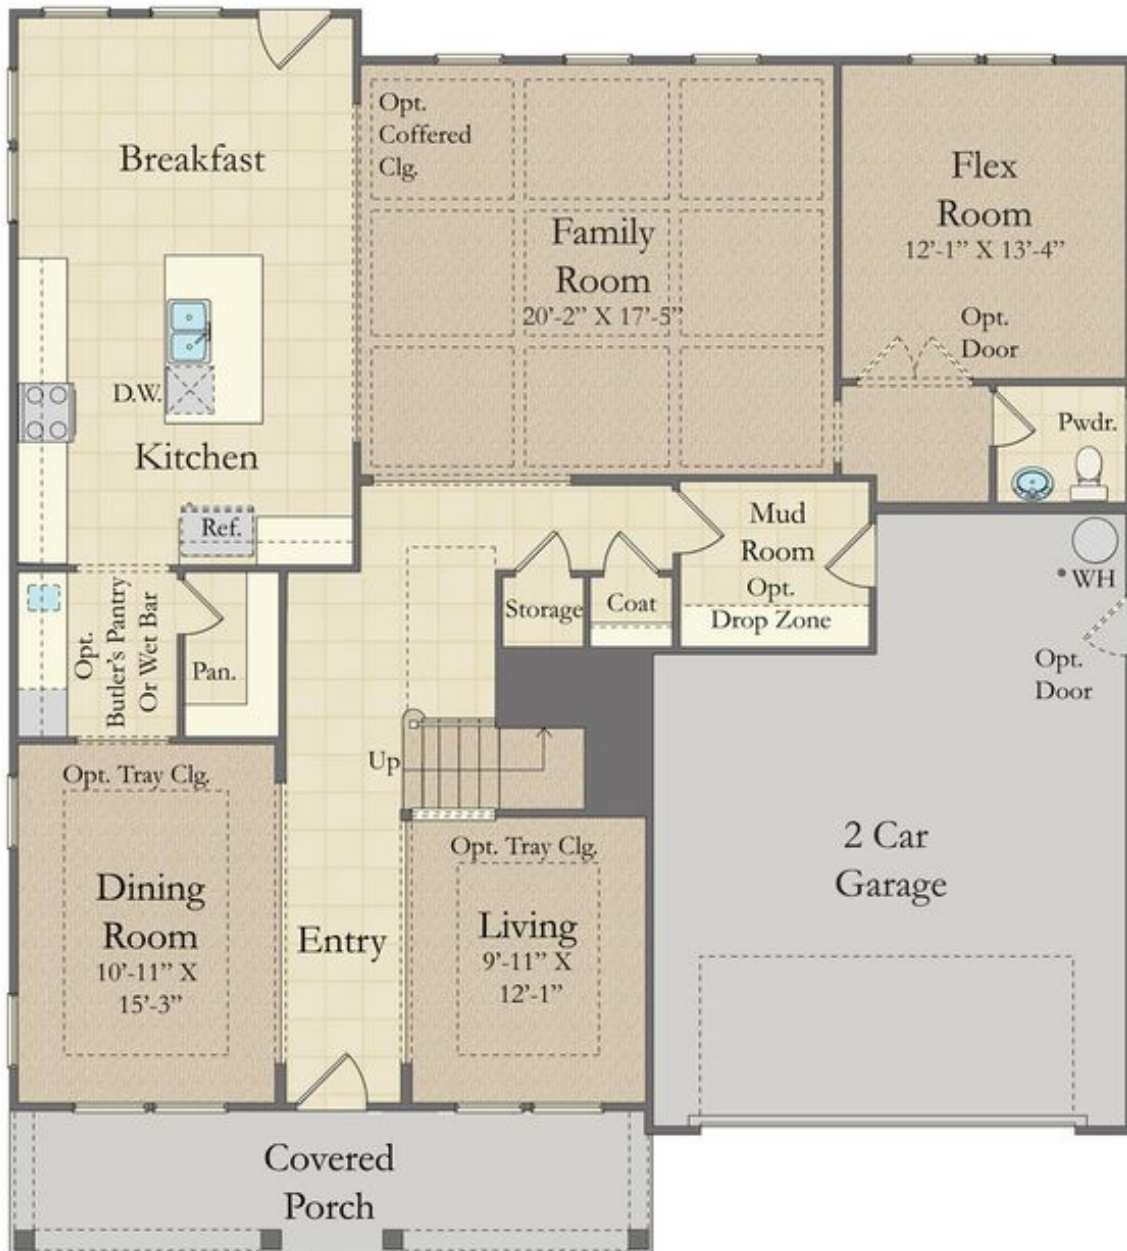 Breakfast
Opt.
Coffered
Clg.
Family
Room
20'-2” X 17'-5”
Flex
Room
12'-1” X 13'-4”
Opt.
Door
D.W.
Kitchen
Ref.
Pwdr.
Mud
Room
Opt.
Drop Zone
WH
Opt.
Door
Storage
Coat
Opt.
Butler's Pantry
Or Wet Bar
Pan.
Up
Opt. Tray Clg.
Dining
Room
10'-11” X
15'-3”
Entry
Opt. Tray Clg.
Living
9'-11” X
12'-1”
2 Car
Garage
Covered
Porch